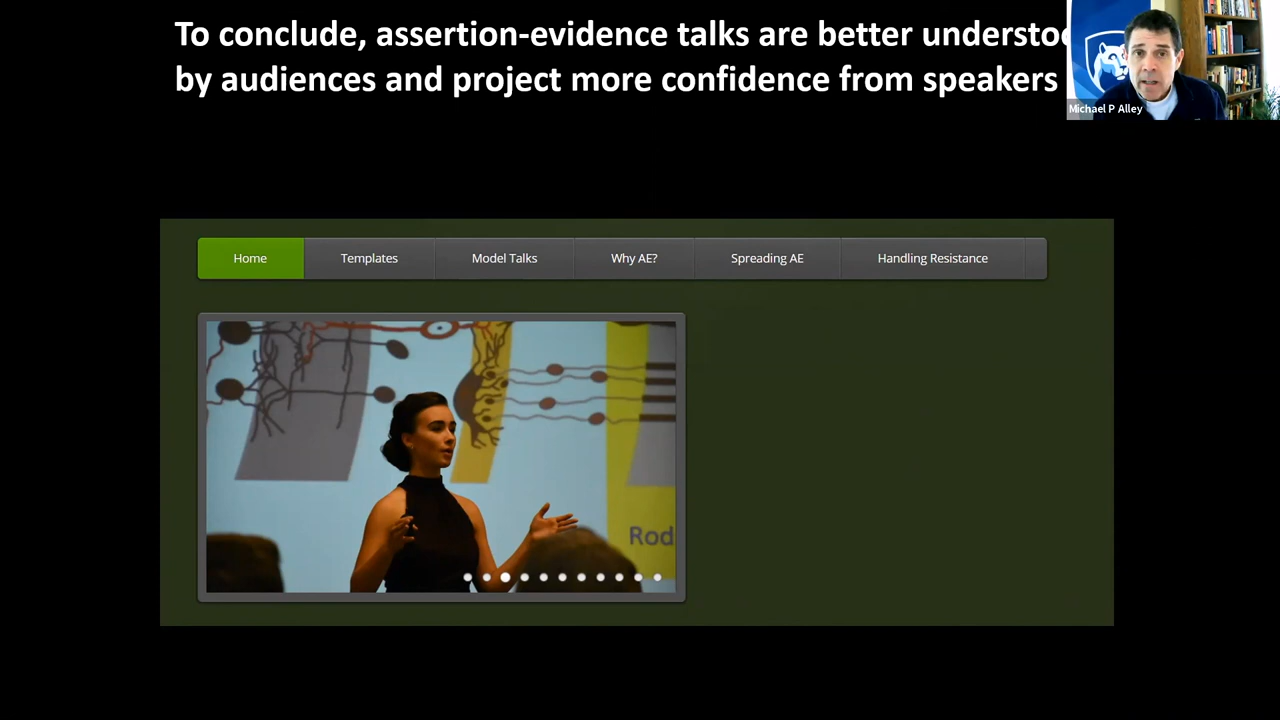 To conclude, assertion-evidence talks are better
by audiences and project more confidence from speakers
Michael P Alley
Home
Templates
Model Talks
Why AE?
Spreading AE
Handling Resistance
Rod